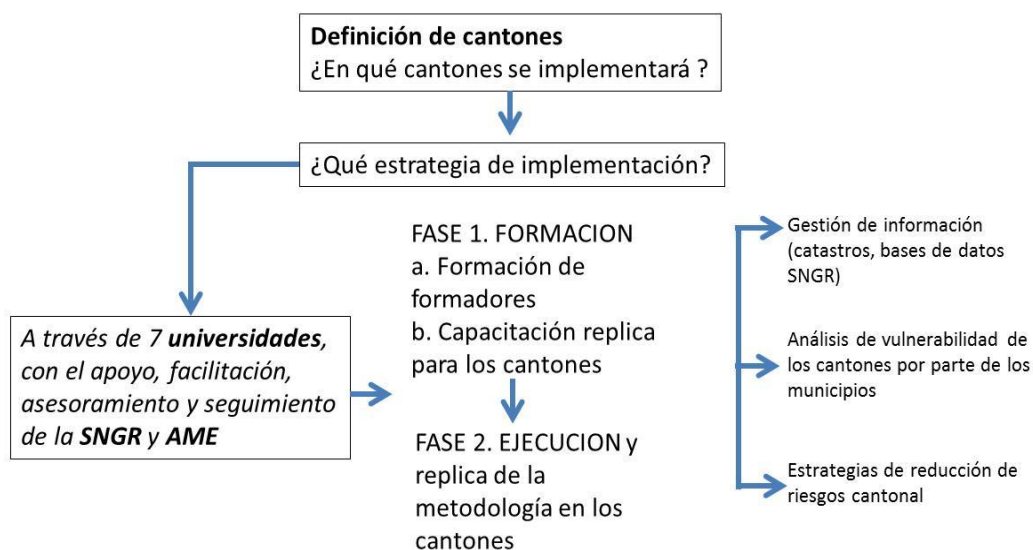 Definición de cantones
¿En qué cantones se implementará ?
¿Qué estrategia de implementación?
A través de 7 universidades,
con el apoyo, facilitación,
asesoramiento y seguimiento
de la SNGR y AME
FASE 1. FORMACION
a. Formación de
formadores
b. Capacitación replica
para los cantones
FASE 2. EJECUCION y
replica de la
metodología en los
cantones
Gestión de información
(catastros, bases de datos
SNGR)
Análisis de vulnerabilidad de
los cantones por parte de los
municipios
Estrategias de reducción de
riesgos cantonal